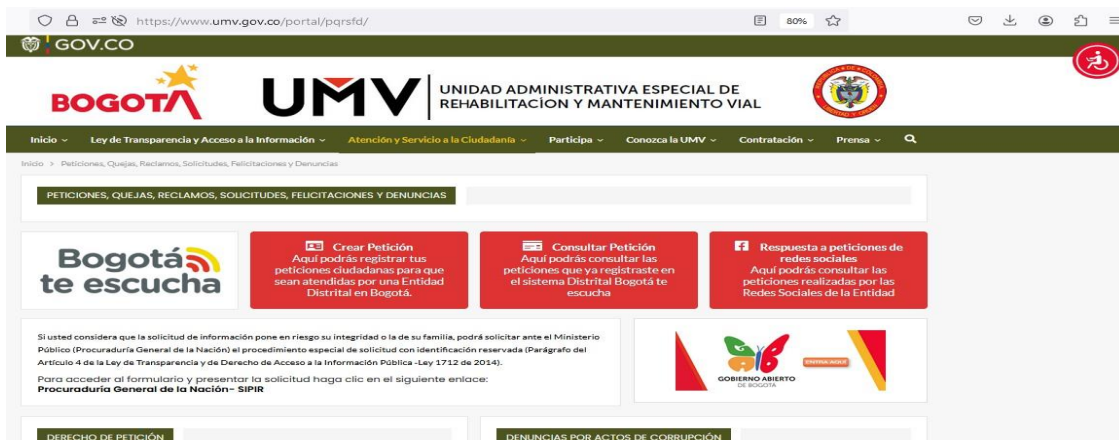 https://www.umv.gov.co/portal/pqrsfd/
80%
GOV.CO
BOGOTÁ
UMV
UNIDAD ADMINISTRATIVA ESPECIAL DE
REHABILITACÍON Y MANTENIMIENTO VIAL
Inicio Ley de Transparencia y Acceso a la Información Atención y Servicio a la Ciudadanía Participa Conozca la UMV Contratación Prensa
Inicio > Peticiones, Quejas, Reclamos, Solicitudes, Felicitaciones y Denuncias
PETICIONES, QUEJAS, RECLAMOS, SOLICITUDES, FELICITACIONES Y DENUNCIAS
Bogotá
te escucha
Crear Petición
Aquí podrás registrar tus
peticiones ciudadanas para que
sean atendidas por una Entidad
Distrital en Bogotá.
Consultar Petición
Aquí podrás consultar las
peticiones que ya registraste en
el sistema Distrital Bogotá te
escucha
Respuesta a peticiones de
redes sociales
Aquí podrás consultar las
peticiones realizadas por las
Redes Sociales de la Entidad
Si usted considera que la solicitud de información pone en riesgo su integridad o la de su familia, podrá solicitar ante el Ministerio
Público (Procuraduría General de la Nación) el procedimiento especial de solicitud con identificación reservada (Parágrafo del
Artículo 4 de la Ley de Transparencia y de Derecho de Acceso a la Información Pública -Ley 1712 de 2014).
Para acceder al formulario y presentar la solicitud haga clic en el siguiente enlace:
Procuraduría General de la Nación- SIPIR
GOBIERNO ABIERTO
DE BOGOTÁ
ENTRA AQUÍ
DERECHO DE PETICIÓN
DENUNCIAS POR ACTOS DE CORRUPCIÓN